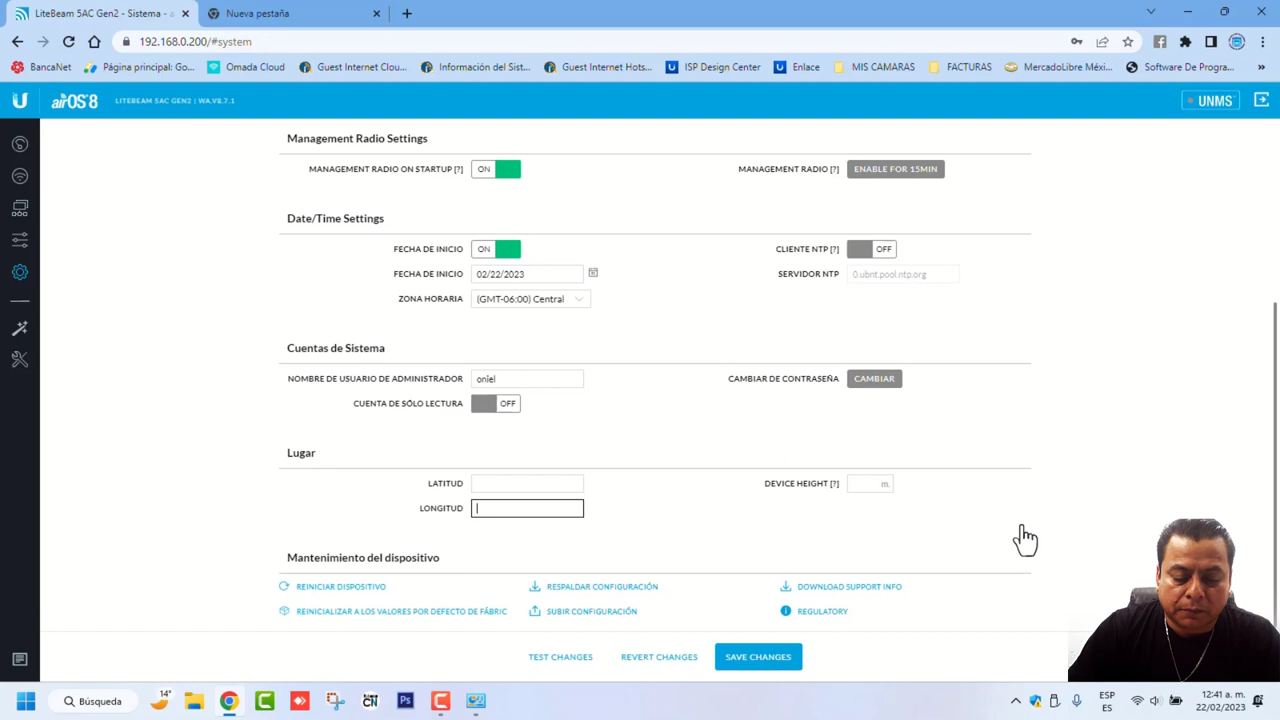 LiteBeam 5AC Gen2 - Sistema - a
Nueva pestaña
192.168.0.200/#system
BancaNet
Página principal: Go...
Omada Cloud
Guest Internet Clou...
Información del Sist...
Guest Internet Hots...
ISP Design Center
Enlace
MIS CAMARAS
FACTURAS
MercadoLibre Méxi...
Software De Progra...
»
airOS 8
LITEBEAM 5AC GEN2 | WA.V8.7.1
UNMS
Management Radio Settings
MANAGEMENT RADIO ON STARTUP [?] ON
MANAGEMENT RADIO [?] ENABLE FOR 15MIN
Date/Time Settings
FECHA DE INICIO ON
CLIENTE NTP [?] OFF
FECHA DE INICIO 02/22/2023
SERVIDOR NTP 0.ubnt.pool.ntp.org
ZONA HORARIA (GMT-06:00) Central
Cuentas de Sistema
NOMBRE DE USUARIO DE ADMINISTRADOR oniel
CAMBIAR DE CONTRASEÑA CAMBIAR
CUENTA DE SÓLO LECTURA OFF
Lugar
LATITUD
DEVICE HEIGHT [?] m.
LONGITUD
Mantenimiento del dispositivo
REINICIAR DISPOSITIVO
RESPALDAR CONFIGURACIÓN
DOWNLOAD SUPPORT INFO
REINICIALIZAR A LOS VALORES POR DEFECTO DE FÁBRIC
SUBIR CONFIGURACIÓN
REGULATORY
TEST CHANGES
REVERT CHANGES
SAVE CHANGES
Búsqueda
14°
CN
Ps
ESP
ES
12:41 a. m.
22/02/2023